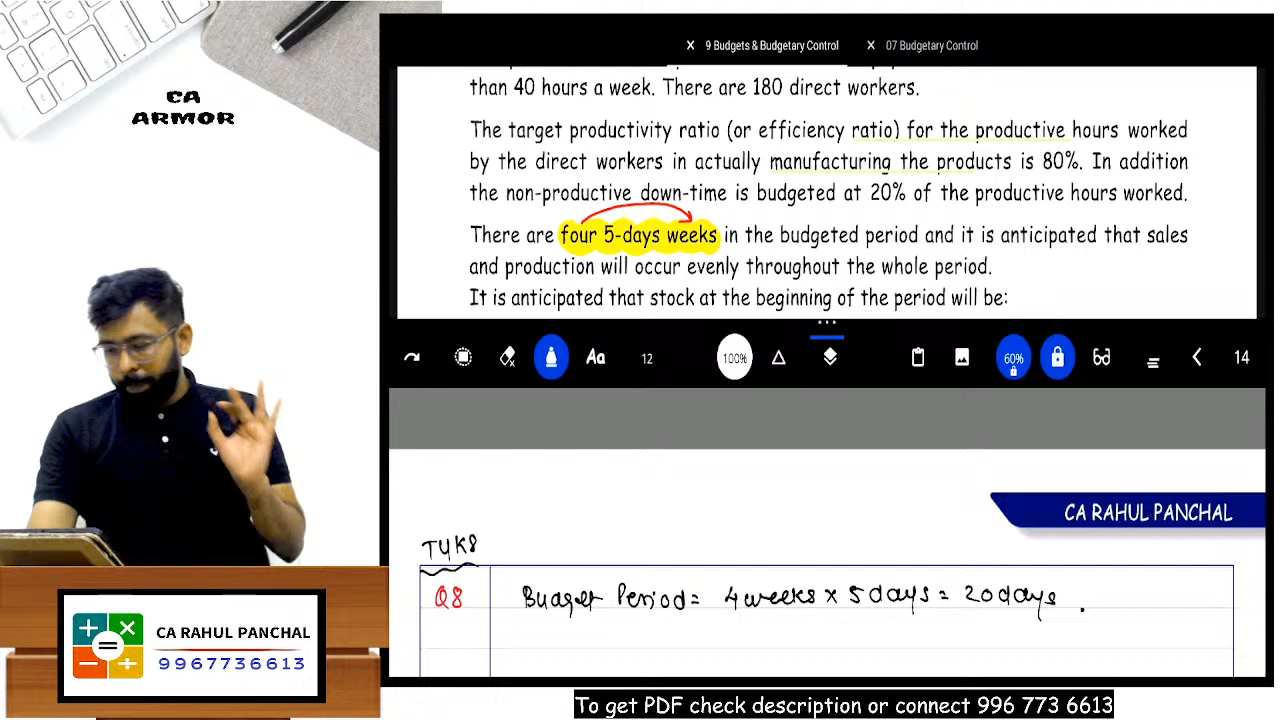 CA
ARMOR
9 Budgets & Budgetary Control
07 Budgetary Control
than 40 hours a week. There are 180 direct workers.
The target productivity ratio (or efficiency ratio) for the productive hours worked
by the direct workers in actually manufacturing the products is 80%. In addition
the non-productive down-time is budgeted at 20% of the productive hours worked.
There are four 5-days weeks in the budgeted period and it is anticipated that sales
and production will occur evenly throughout the whole period.
It is anticipated that stock at the beginning of the period will be:
Aa 12 100% 60% 14
CA RAHUL PANCHAL
TYK8
Q8 Budget Period = 4 weeks × 5 days = 20 days.
CA RAHUL PANCHAL
9967736613
To get PDF check description or connect 996 773 6613